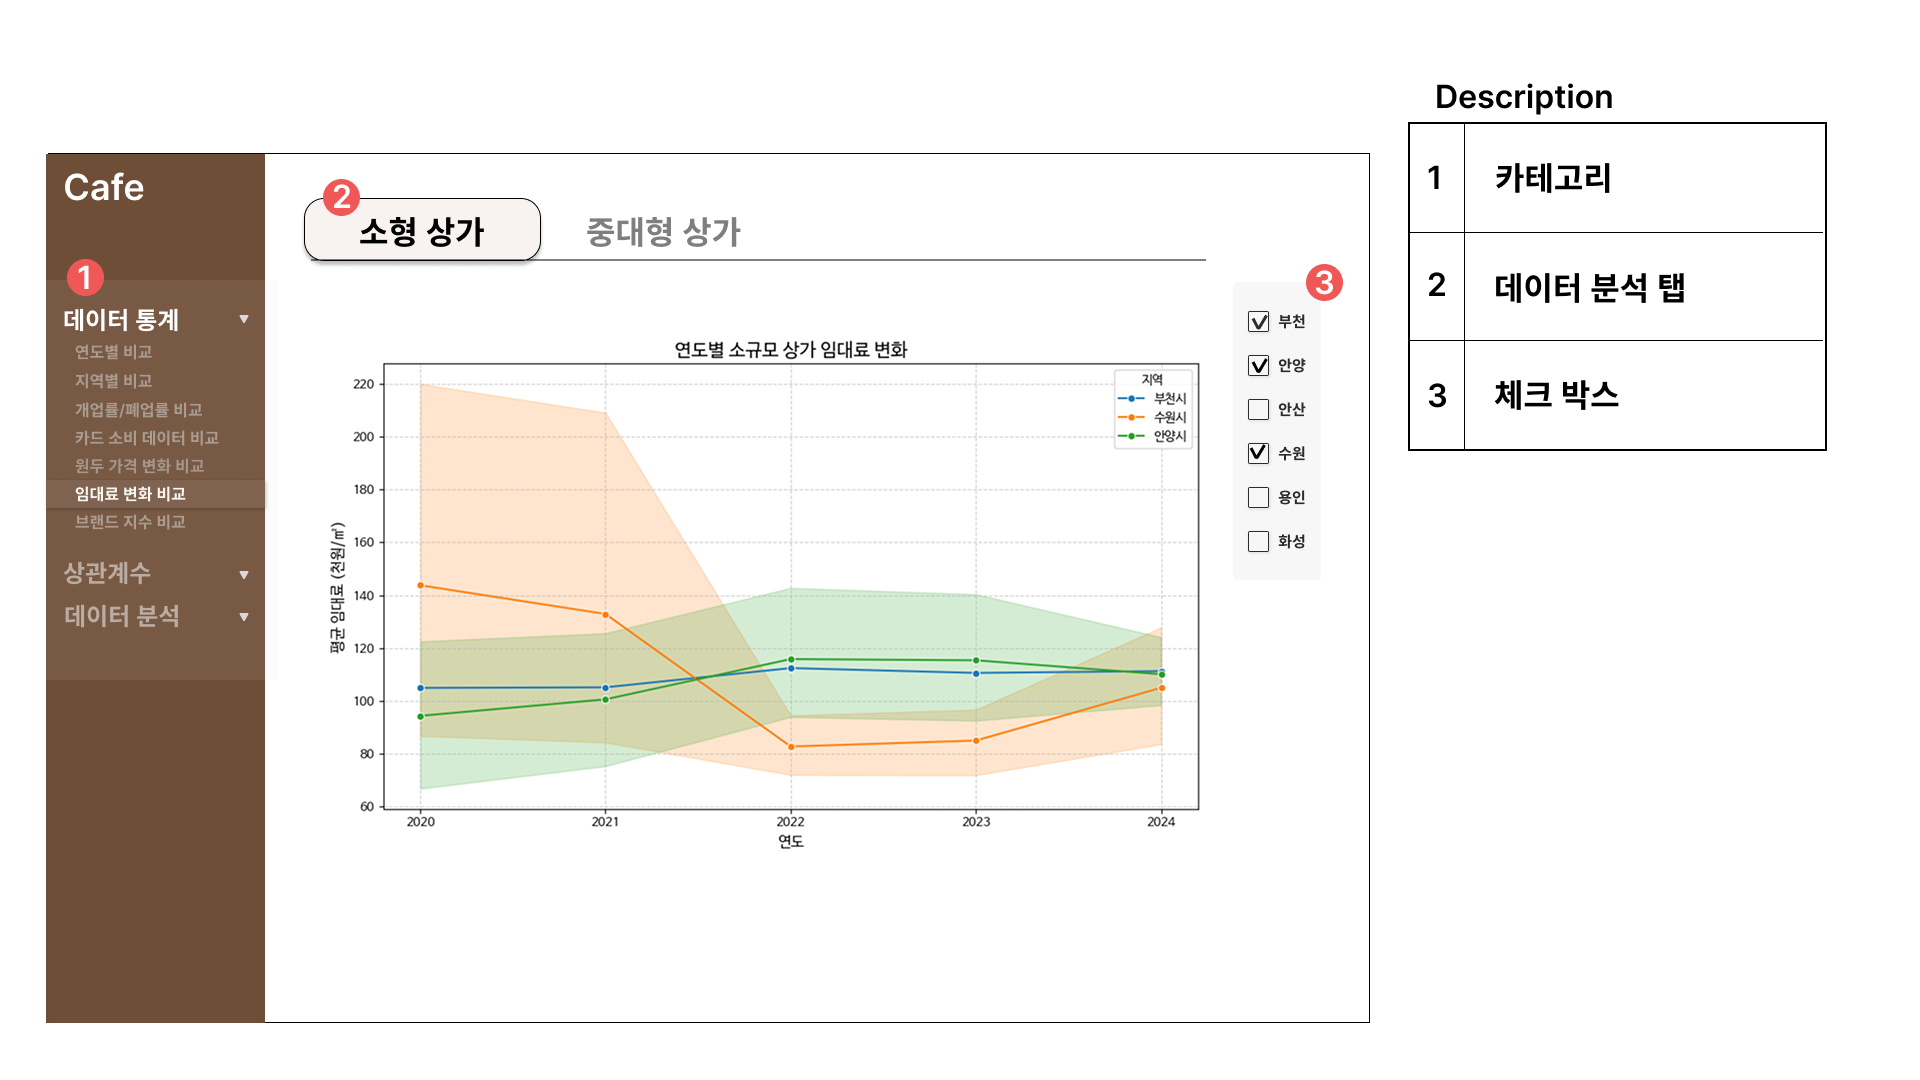 Description
1 카테고리
2 데이터 분석 탭
3 체크 박스
Cafe
1
데이터 통계 ▼
연도별 비교
지역별 비교
개업률/폐업률 비교
카드 소비 데이터 비교
원두 가격 변화 비교
임대료 변화 비교
브랜드 지수 비교
상관계수 ▼
데이터 분석 ▼
2
소형 상가 중대형 상가
3
부천
안양
안산
수원
용인
화성
연도별 소규모 상가 임대료 변화
지역
부천시
수원시
안양시
평균 임대료 (천원/㎡)
220
200
180
160
140
120
100
80
60
2020 2021 2022 2023 2024
연도